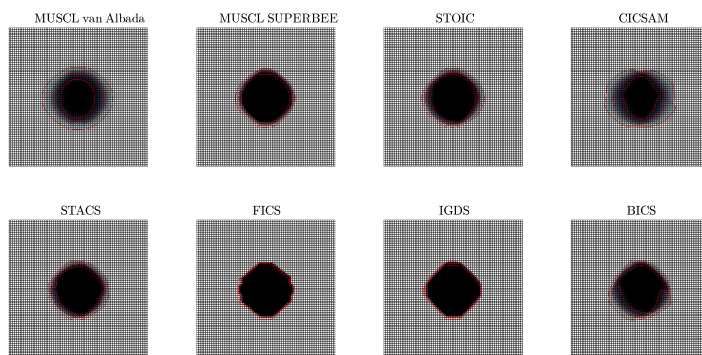 MUSCL van Albada
MUSCL SUPERBEE
STOIC
CICSAM
STACS
FICS
IGDS
BICS